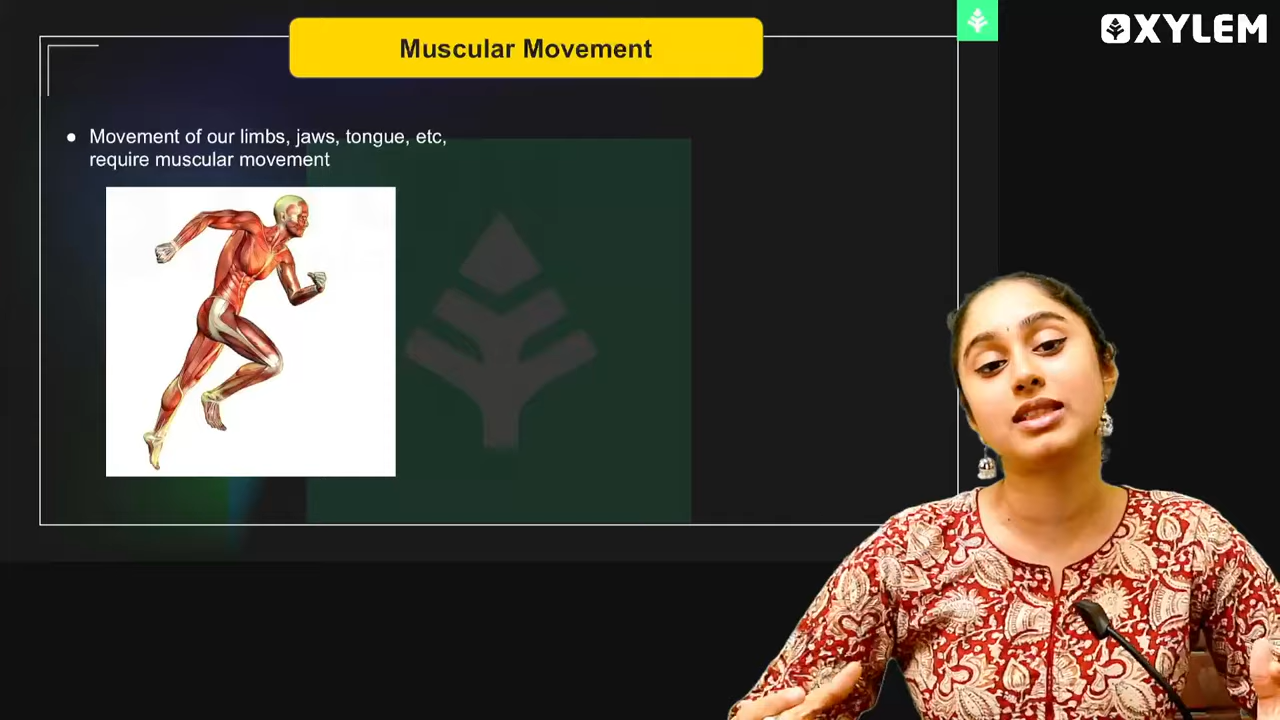 Muscular Movement
XYLEM
● Movement of our limbs, jaws, tongue, etc,
require muscular movement